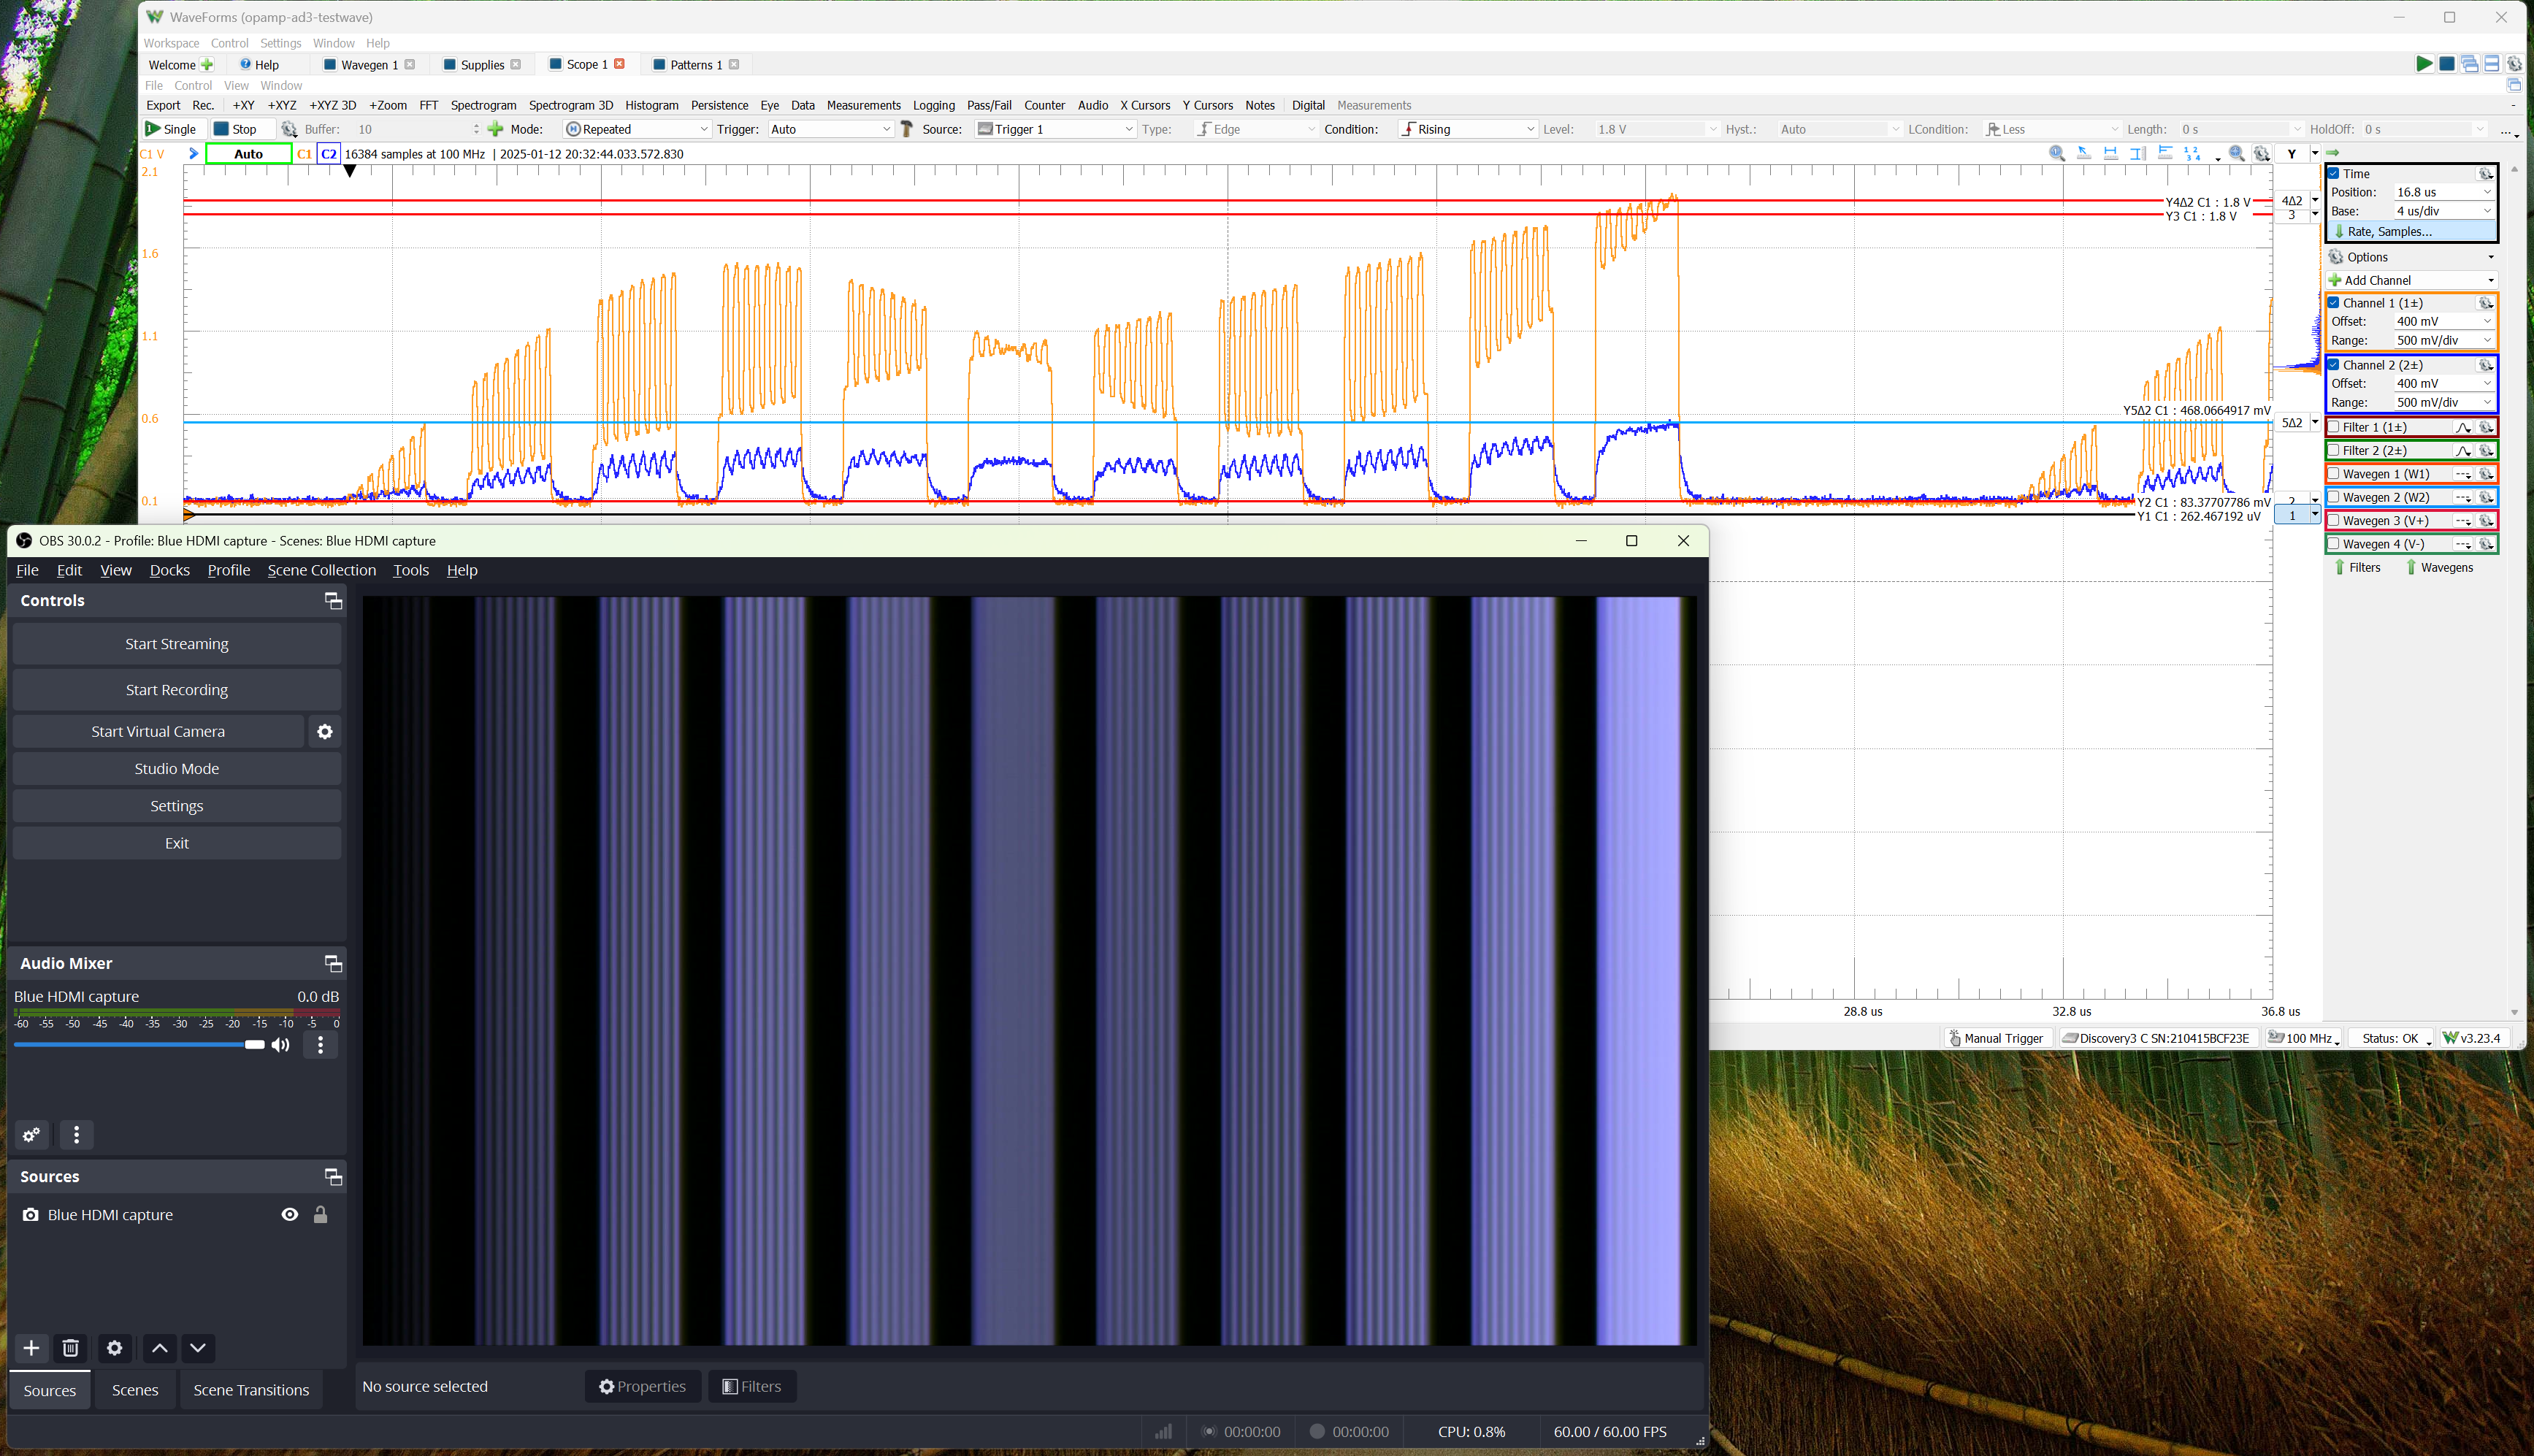 WaveForms (opamp-ad3-testwave)
Workspace Control Settings Window Help
Welcome Help Wavegen 1 Supplies Scope 1 Patterns 1
File Control View Window
Export Rec. +XY +XYZ +XYZ 3D +Zoom FFT Spectrogram Spectrogram 3D Histogram Persistence Eye Data Measurements Logging Pass/Fail Counter Audio X Cursors Y Cursors Notes Digital Measurements
Single Stop Buffer: 10 Mode: Repeated Trigger: Auto Source: Trigger 1 Type: Edge Condition: Rising Level: 1.8 V Hyst.: Auto LCondition: Less Length: 0 s HoldOff: 0 s ...
C1 V Auto C1 C2 16384 samples at 100 MHz | 2025-01-12 20:32:44.033.572.830 Y
2.1
1.6
1.1
0.6
0.1
Y4Δ2 C1 : 1.8 V 4Δ2
Y3 C1 : 1.8 V 3
Y5Δ2 C1 : 468.0664917 mV
5Δ2
Y2 C1 : 83.37707786 mV 2
Y1 C1 : 262.467192 uV 1
Time
Position: 16.8 us
Base: 4 us/div
Rate, Samples...
Options
Add Channel
Channel 1 (1±)
Offset: 400 mV
Range: 500 mV/div
Channel 2 (2±)
Offset: 400 mV
Range: 500 mV/div
Filter 1 (1±)
Filter 2 (2±)
Wavegen 1 (W1)
Wavegen 2 (W2)
Wavegen 3 (V+)
Wavegen 4 (V-)
Filters Wavegens
28.8 us 32.8 us 36.8 us
Manual Trigger Discovery3 C SN:210415BCF23E 100 MHz Status: OK v3.23.4
OBS 30.0.2 - Profile: Blue HDMI capture - Scenes: Blue HDMI capture
File Edit View Docks Profile Scene Collection Tools Help
Controls
Start Streaming
Start Recording
Start Virtual Camera
Studio Mode
Settings
Exit
Audio Mixer
Blue HDMI capture 0.0 dB
-60 -55 -50 -45 -40 -35 -30 -25 -20 -15 -10 -5 0
Sources
Blue HDMI capture
Sources Scenes Scene Transitions
No source selected Properties Filters
00:00:00 00:00:00 CPU: 0.8% 60.00 / 60.00 FPS